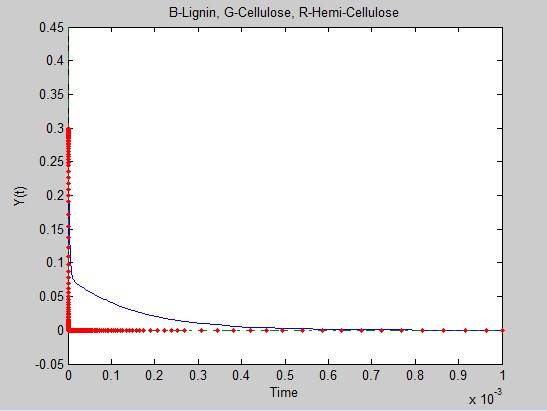 B-Lignin, G-Cellulose, R-Hemi-Cellulose
0.45
0.4
0.35
0.3
0.25
0.2
0.15
0.1
0.05
0
-0.05
Y(t)
0 0.1 0.2 0.3 0.4 0.5 0.6 0.7 0.8 0.9 1
Time
x 10^-3